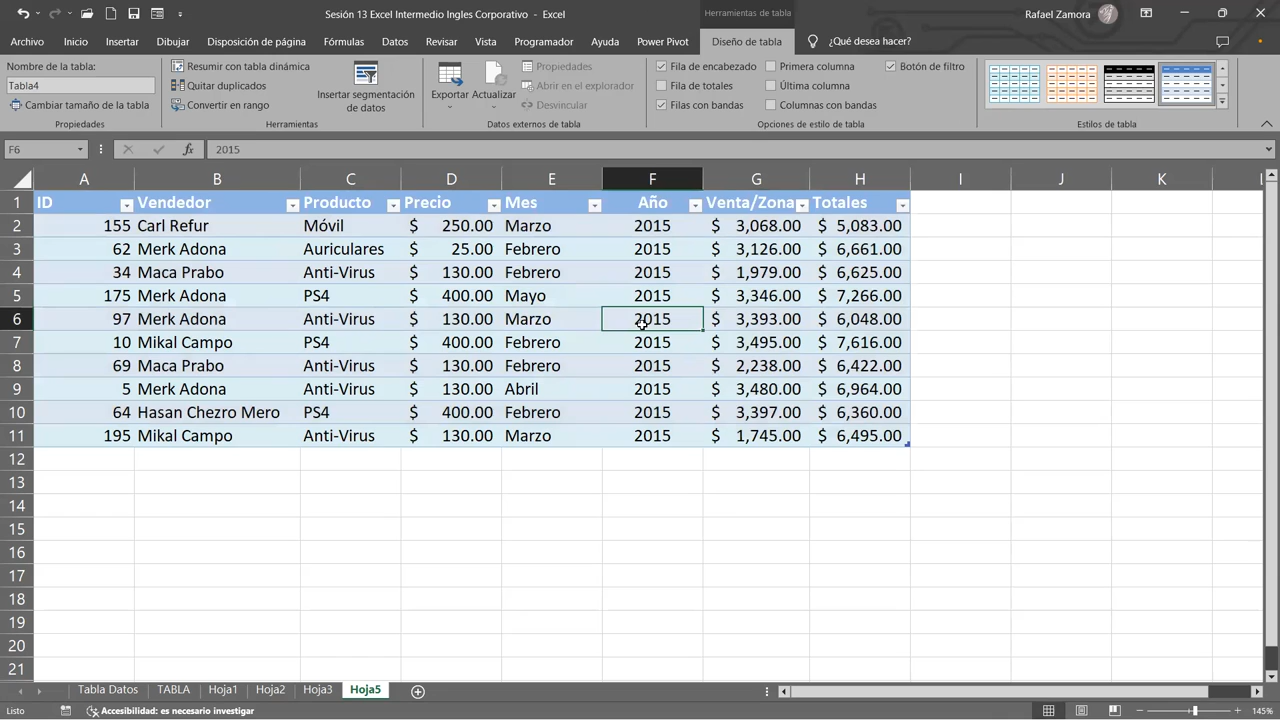 Sesión 13 Excel Intermedio Ingles Corporativo - Excel
Herramientas de tabla
Rafael Zamora
Archivo Inicio Insertar Dibujar Disposición de página Fórmulas Datos Revisar Vista Programador Ayuda Power Pivot Diseño de tabla ¿Qué desea hacer?
Nombre de la tabla:
Tabla4
Cambiar tamaño de la tabla
Propiedades
Resumir con tabla dinámica
Quitar duplicados
Convertir en rango
Insertar segmentación
de datos
Herramientas
Exportar Actualizar
Propiedades
Abrir en el explorador
Desvincular
Datos externos de tabla
Fila de encabezado Primera columna Botón de filtro
Fila de totales Última columna
Filas con bandas Columnas con bandas
Opciones de estilo de tabla
Estilos de tabla
F6 fx 2015
A B C D E F G H I J K L
1 ID Vendedor Producto Precio Mes Año Venta/Zona Totales
2 155 Carl Refur Móvil $ 250.00 Marzo 2015 $ 3,068.00 $ 5,083.00
3 62 Merk Adona Auriculares $ 25.00 Febrero 2015 $ 3,126.00 $ 6,661.00
4 34 Maca Prabo Anti-Virus $ 130.00 Febrero 2015 $ 1,979.00 $ 6,625.00
5 175 Merk Adona PS4 $ 400.00 Mayo 2015 $ 3,346.00 $ 7,266.00
6 97 Merk Adona Anti-Virus $ 130.00 Marzo 2015 $ 3,393.00 $ 6,048.00
7 10 Mikal Campo PS4 $ 400.00 Febrero 2015 $ 3,495.00 $ 7,616.00
8 69 Maca Prabo Anti-Virus $ 130.00 Febrero 2015 $ 2,238.00 $ 6,422.00
9 5 Merk Adona Anti-Virus $ 130.00 Abril 2015 $ 3,480.00 $ 6,964.00
10 64 Hasan Chezro Mero PS4 $ 400.00 Febrero 2015 $ 3,397.00 $ 6,360.00
11 195 Mikal Campo Anti-Virus $ 130.00 Marzo 2015 $ 1,745.00 $ 6,495.00
12
13
14
15
16
17
18
19
20
21
Tabla Datos TABLA Hoja1 Hoja2 Hoja3 Hoja5
Listo Accesibilidad: es necesario investigar 145%